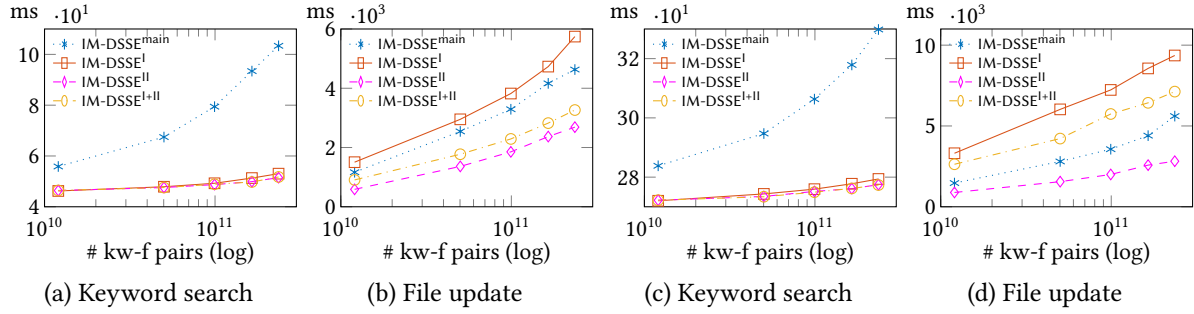 ms ·10^1
IM-DSSE^main
IM-DSSE^I
IM-DSSE^II
IM-DSSE^I+II
10
8
6
4
10^10 10^11
# kw-f pairs (log)
(a) Keyword search
ms ·10^3
IM-DSSE^main
IM-DSSE^I
IM-DSSE^II
IM-DSSE^I+II
6
4
2
0
10^10 10^11
# kw-f pairs (log)
(b) File update
ms ·10^1
IM-DSSE^main
IM-DSSE^I
IM-DSSE^II
IM-DSSE^I+II
32
30
28
10^10 10^11
# kw-f pairs (log)
(c) Keyword search
ms ·10^3
IM-DSSE^main
IM-DSSE^I
IM-DSSE^II
IM-DSSE^I+II
10
5
0
10^10 10^11
# kw-f pairs (log)
(d) File update